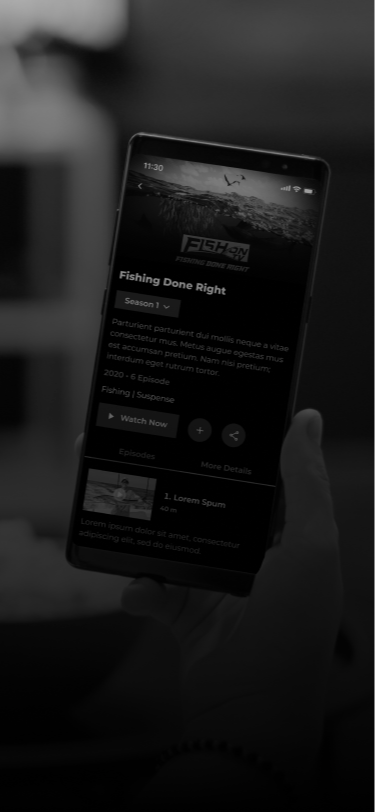 11:30
FISH ON
TV
FISHING DONE RIGHT
Fishing Done Right
Season 1
Parturient parturient dui mollis neque a vitae
consectetur mus. Metus augue egestas mus
est accumsan pretium. Nam nisi pretium;
interdum eget rutrum tortor.
2020 - 6 Episode
Fishing | Suspense
Watch Now
Episodes
More Details
1. Lorem Spum
40 m
Lorem ipsum dolor sit amet, consectetur
adipiscing elit, sed do eiusmod